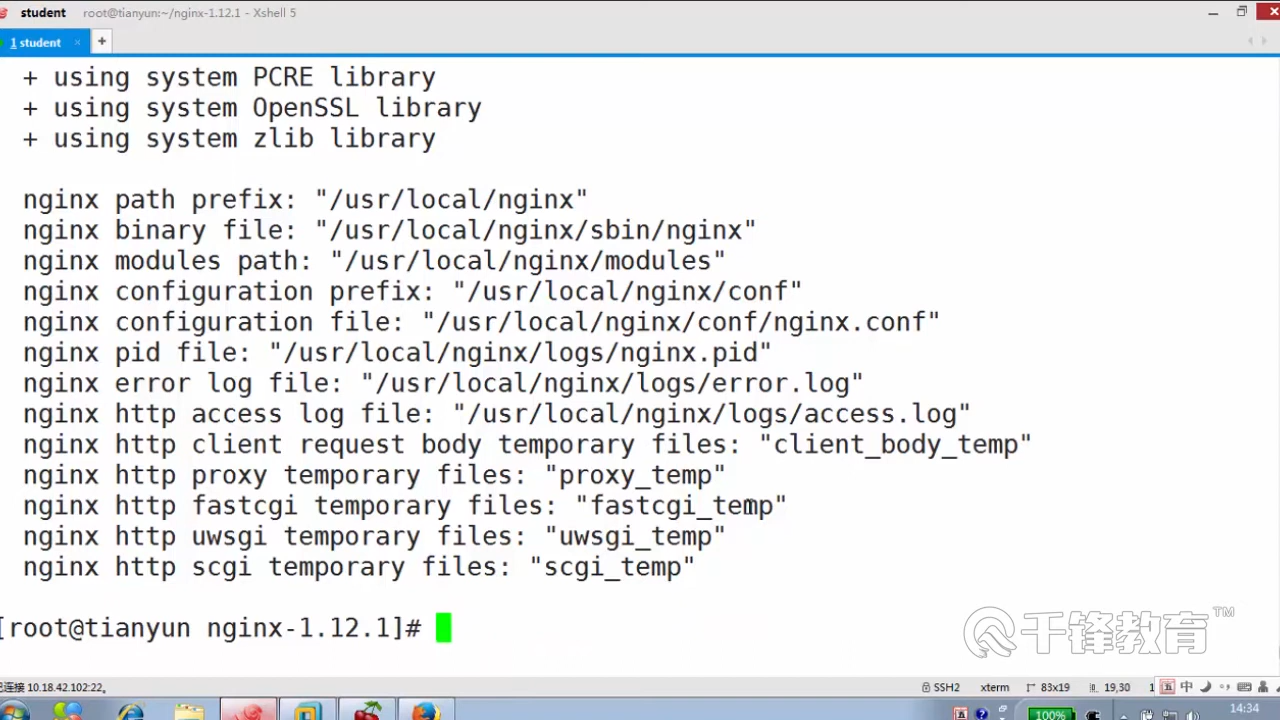 student root@tianyun:~/nginx-1.12.1 - Xshell 5
1 student × +
+ using system PCRE library
+ using system OpenSSL library
+ using system zlib library
nginx path prefix: "/usr/local/nginx"
nginx binary file: "/usr/local/nginx/sbin/nginx"
nginx modules path: "/usr/local/nginx/modules"
nginx configuration prefix: "/usr/local/nginx/conf"
nginx configuration file: "/usr/local/nginx/conf/nginx.conf"
nginx pid file: "/usr/local/nginx/logs/nginx.pid"
nginx error log file: "/usr/local/nginx/logs/error.log"
nginx http access log file: "/usr/local/nginx/logs/access.log"
nginx http client request body temporary files: "client_body_temp"
nginx http proxy temporary files: "proxy_temp"
nginx http fastcgi temporary files: "fastcgi_temp"
nginx http uwsgi temporary files: "uwsgi_temp"
nginx http scgi temporary files: "scgi_temp"
[root@tianyun nginx-1.12.1]#
千锋教育™
连接 10.18.42.102:22。 SSH2 xterm 83x19 19,30 1 五 中
100% 14:34